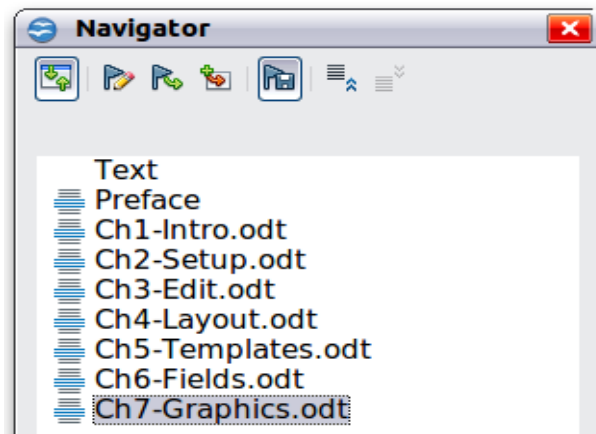 Navigator
Text
Preface
Ch1-Intro.odt
Ch2-Setup.odt
Ch3-Edit.odt
Ch4-Layout.odt
Ch5-Templates.odt
Ch6-Fields.odt
Ch7-Graphics.odt